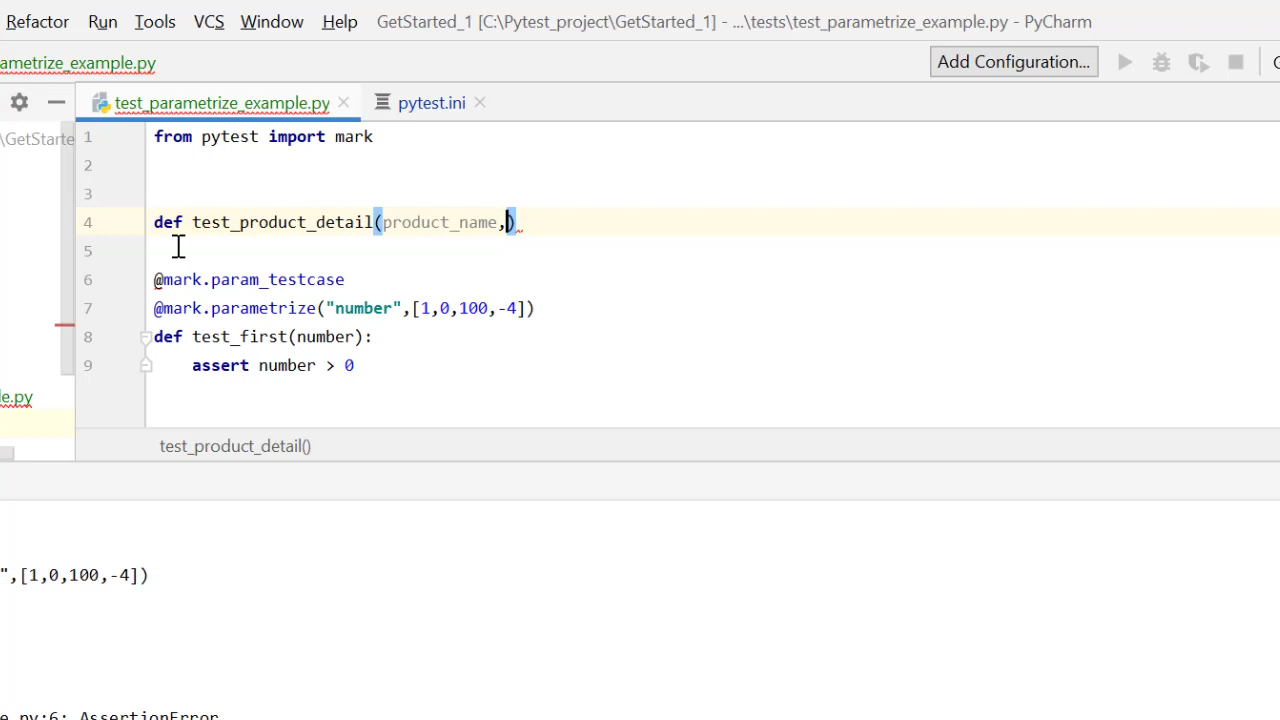 Refactor Run Tools VCS Window Help GetStarted_1 [C:\Pytest_project\GetStarted_1] - ...\tests\test_parametrize_example.py - PyCharm
ametrize_example.py Add Configuration...
test_parametrize_example.py pytest.ini
\GetStarte
1 from pytest import mark
2
3
4 def test_product_detail(product_name,)
5
6 @mark.param_testcase
7 @mark.parametrize("number",[1,0,100,-4])
8 def test_first(number):
9 assert number > 0
le.py
test_product_detail()
",[1,0,100,-4])
e.py:6: AssertionError